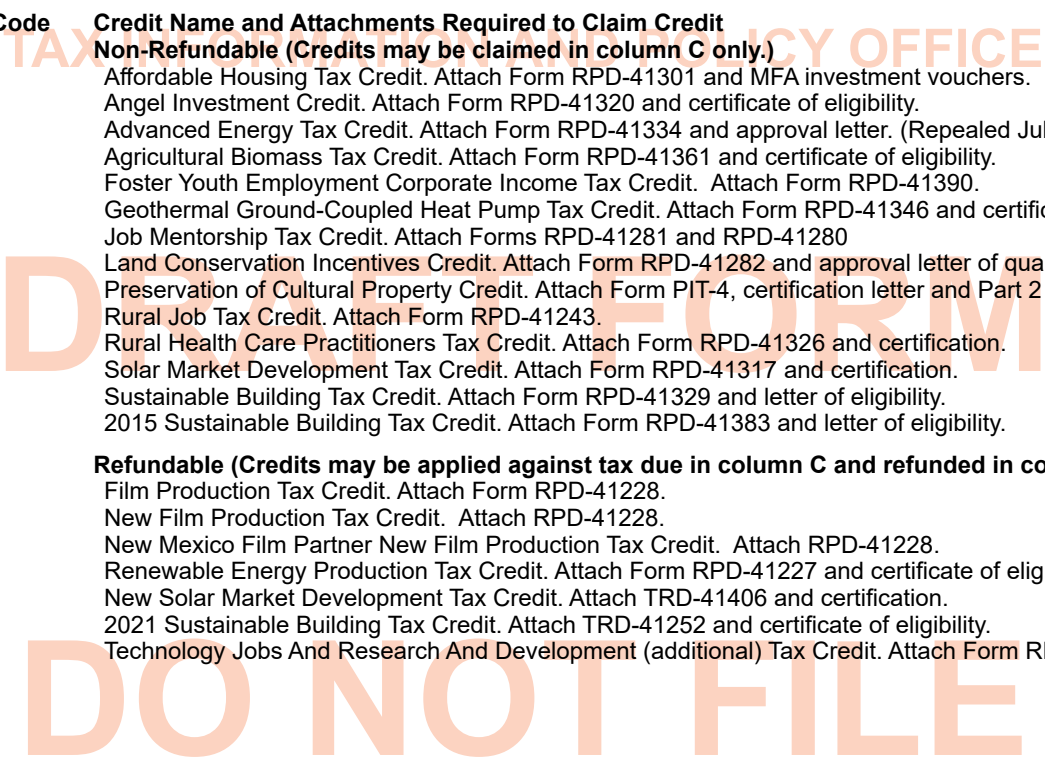 Code Credit Name and Attachments Required to Claim Credit
TAX INFORMATION AND POLICY OFFICE
Non-Refundable (Credits may be claimed in column C only.)
Affordable Housing Tax Credit. Attach Form RPD-41301 and MFA investment vouchers.
Angel Investment Credit. Attach Form RPD-41320 and certificate of eligibility.
Advanced Energy Tax Credit. Attach Form RPD-41334 and approval letter. (Repealed
Agricultural Biomass Tax Credit. Attach Form RPD-41361 and certificate of eligibility.
Foster Youth Employment Corporate Income Tax Credit. Attach Form RPD-41390.
Geothermal Ground-Coupled Heat Pump Tax Credit. Attach Form RPD-41346 and
Job Mentorship Tax Credit. Attach Forms RPD-41281 and RPD-41280
Land Conservation Incentives Credit. Attach Form RPD-41282 and approval letter of
Preservation of Cultural Property Credit. Attach Form PIT-4, certification letter and Part 2
DRAFT FORM
Rural Job Tax Credit. Attach Form RPD-41243.
Rural Health Care Practitioners Tax Credit. Attach Form RPD-41326 and certification.
Solar Market Development Tax Credit. Attach Form RPD-41317 and certification.
Sustainable Building Tax Credit. Attach Form RPD-41329 and letter of eligibility.
2015 Sustainable Building Tax Credit. Attach Form RPD-41383 and letter of eligibility.
Refundable (Credits may be applied against tax due in column C and refunded in
Film Production Tax Credit. Attach Form RPD-41228.
New Film Production Tax Credit. Attach RPD-41228.
New Mexico Film Partner New Film Production Tax Credit. Attach RPD-41228.
Renewable Energy Production Tax Credit. Attach Form RPD-41227 and certificate of
New Solar Market Development Tax Credit. Attach TRD-41406 and certification.
2021 Sustainable Building Tax Credit. Attach TRD-41252 and certificate of eligibility.
Technology Jobs And Research And Development (additional) Tax Credit. Attach Form
DO NOT FILE